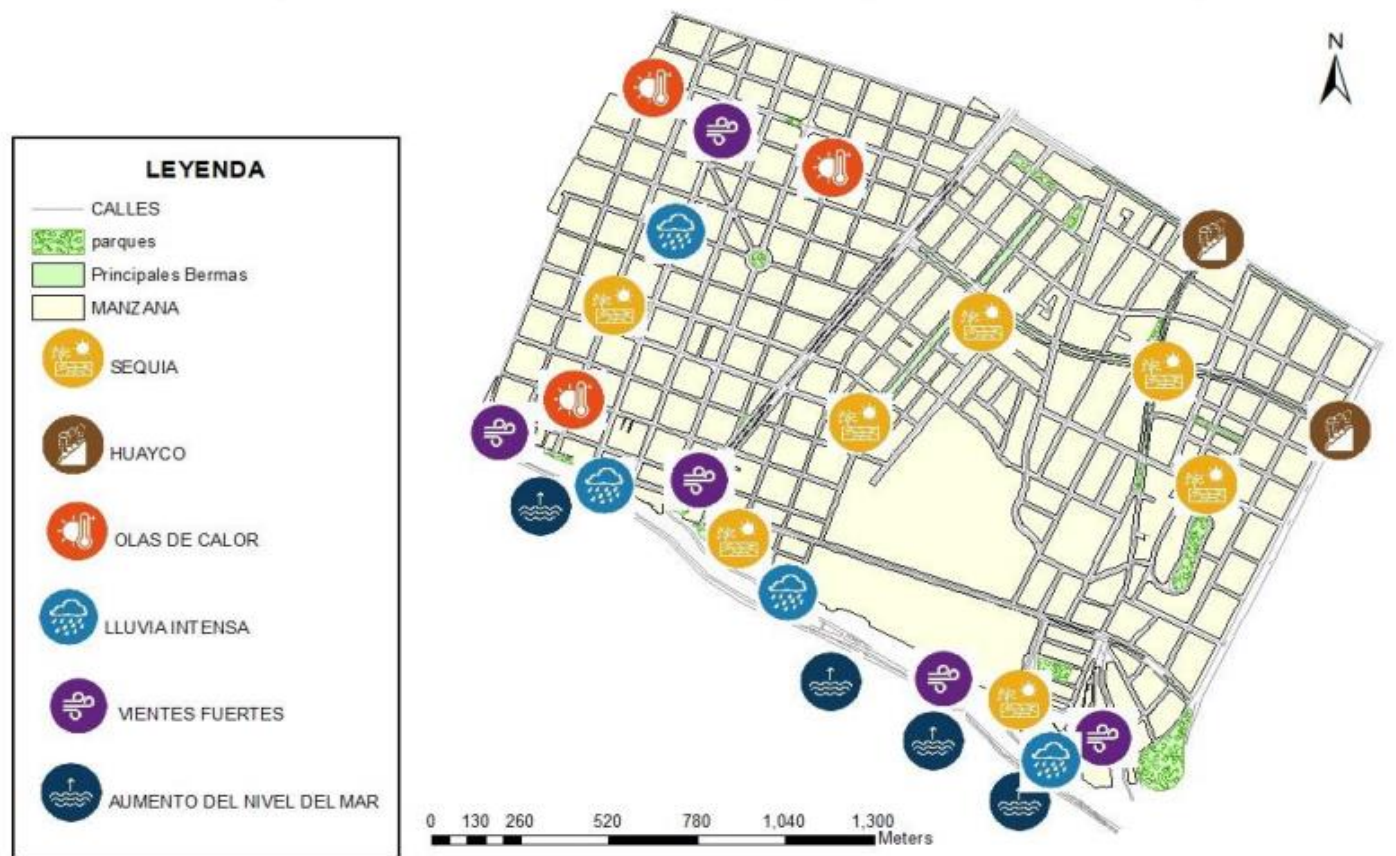 N
LEYENDA
CALLES
parques
Principales Bermas
MANZANA
SEQUIA
HUAYCO
OLAS DE CALOR
LLUVIA INTENSA
VIENTES FUERTES
AUMENTO DEL NIVEL DEL MAR
0 130 260 520 780 1,040 1,300
Meters